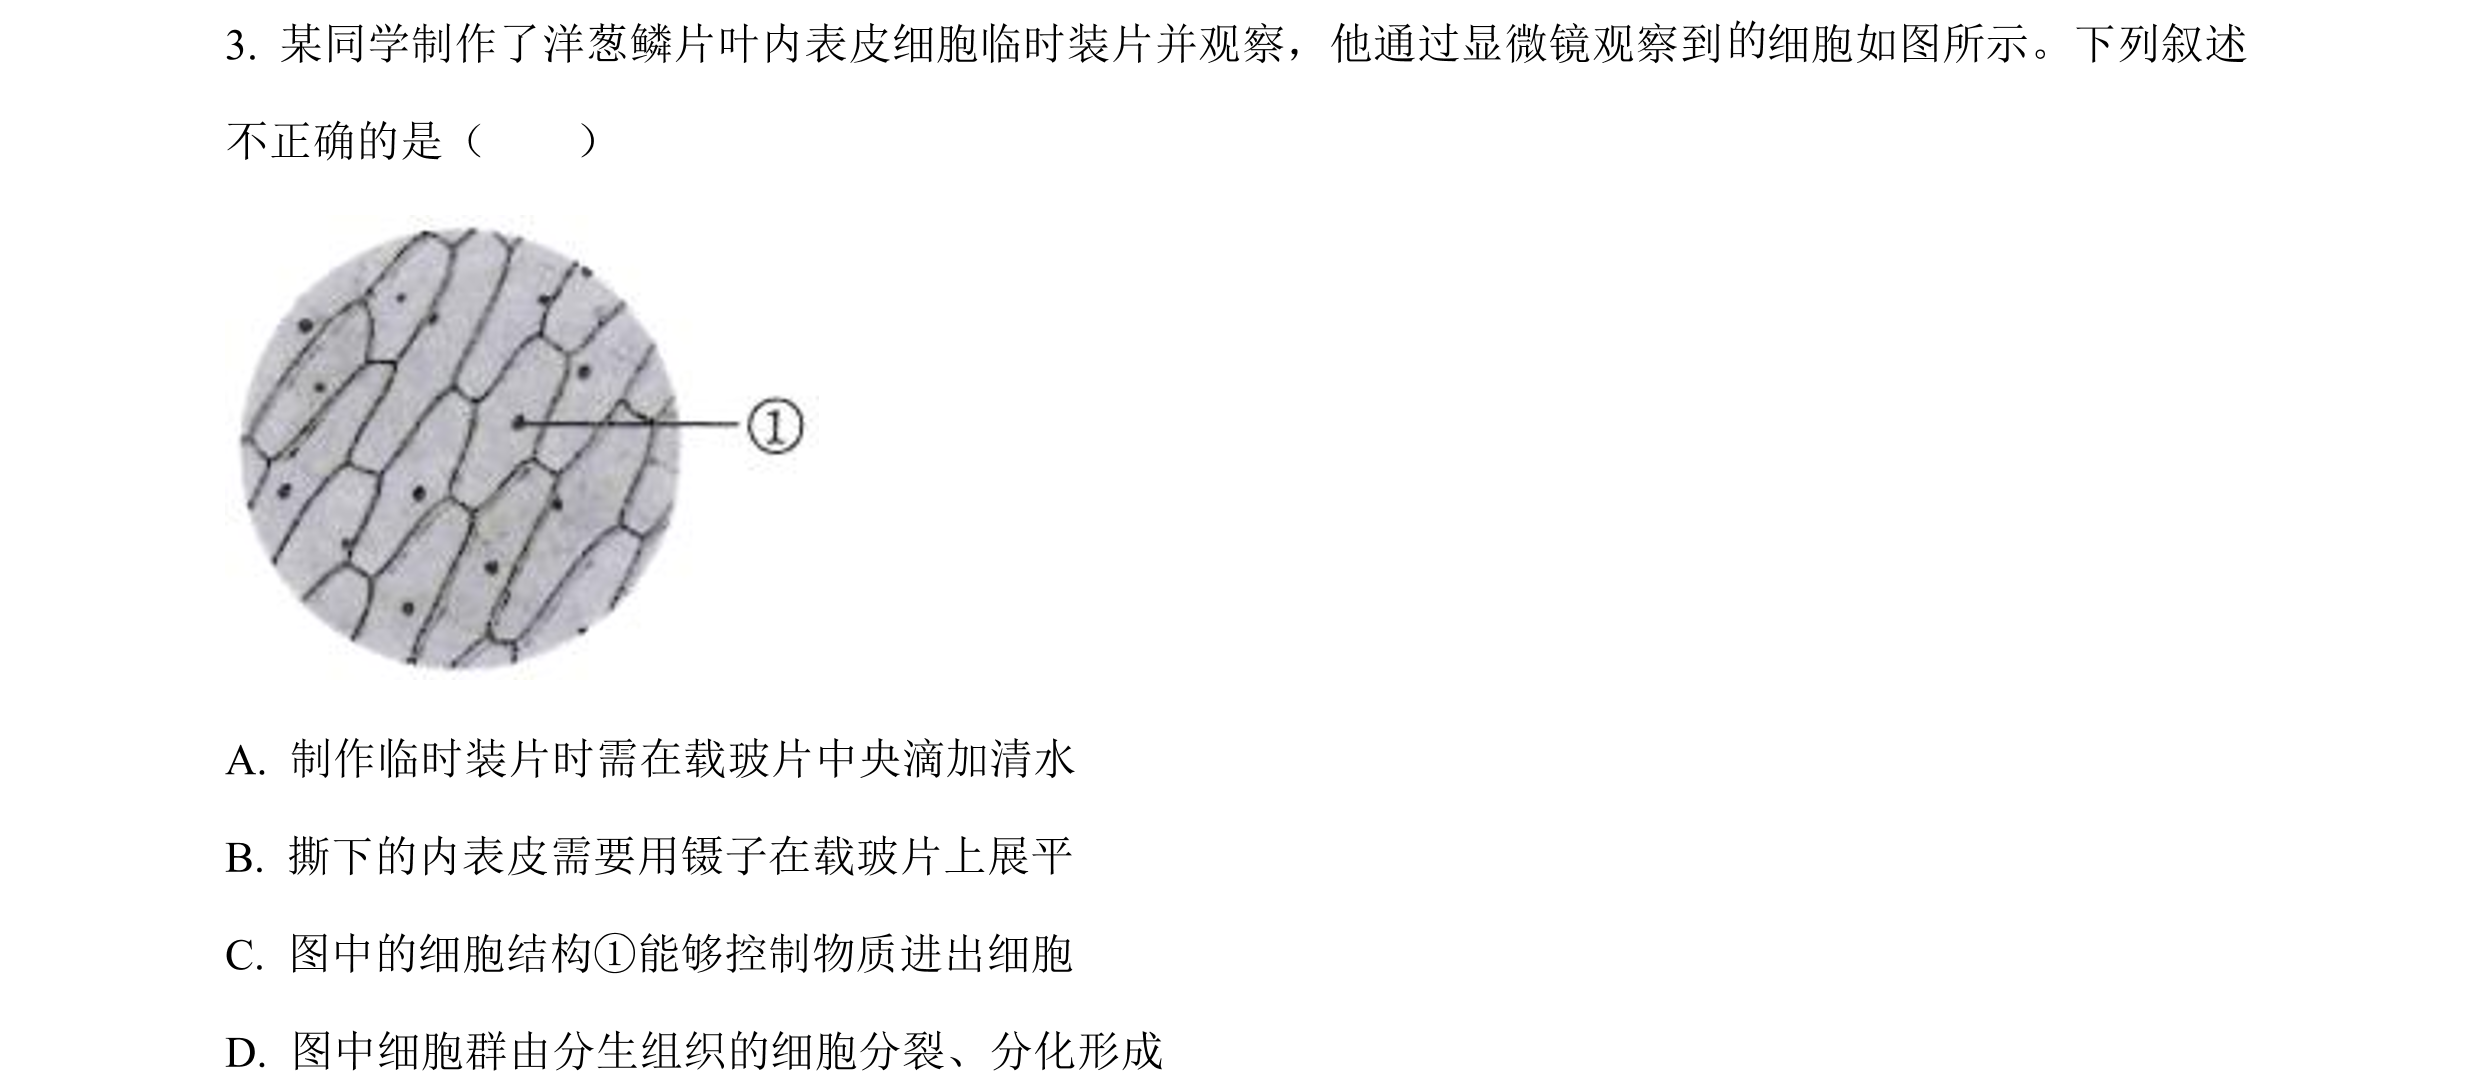 3. 某同学制作了洋葱鳞片叶内表皮细胞临时装片并观察，他通过显微镜观察到的细胞如图所示。下列叙述
不正确的是（　　）
①
A. 制作临时装片时需在载玻片中央滴加清水
B. 撕下的内表皮需要用镊子在载玻片上展平
C. 图中的细胞结构①能够控制物质进出细胞
D. 图中细胞群由分生组织的细胞分裂、分化形成